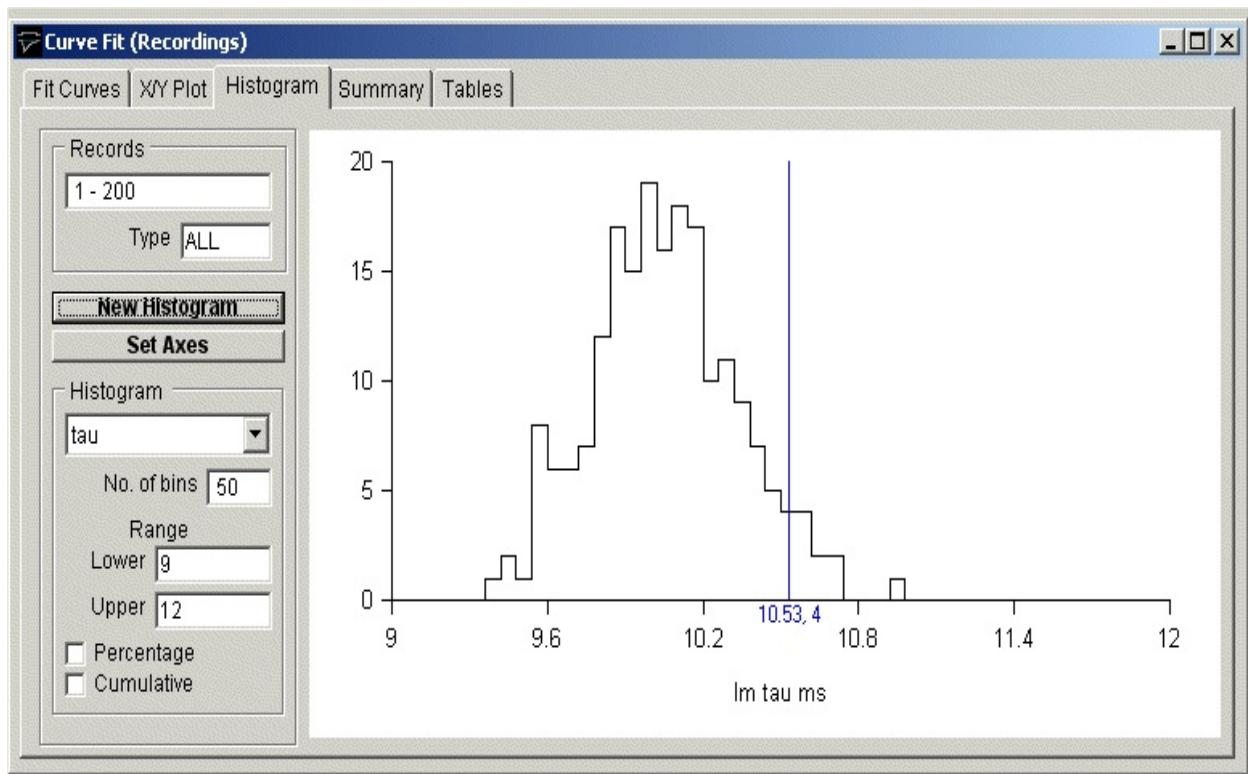 Curve Fit (Recordings)
Fit Curves X/Y Plot Histogram Summary Tables
Records
1 - 200
Type ALL
New Histogram
Set Axes
Histogram
tau
No. of bins 50
Range
Lower 9
Upper 12
Percentage
Cumulative
20
15
10
5
0
10.53, 4
9 9.6 10.2 10.8 11.4 12
Im tau ms